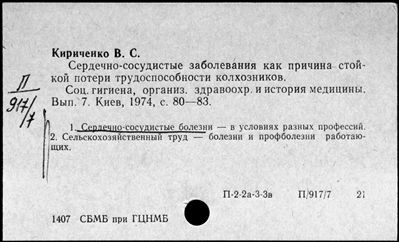 Кириченко В. С.
Сердечно-сосудистые заболевания как причина стой-
кой потери трудоспособности колхозников.
Соц. гигиена, организ. здравоохр. и история медицины.
Вып. 7. Киев, 1974, с. 80—83.
П
917/
7
1. Сердечно-сосудистые болезни — в условиях разных профессий.
2. Сельскохозяйственный труд — болезни и профболезни работаю-
щих.
П-2-2а-3-3в П/917/7 21
1407 СБМБ при ГЦНМБ